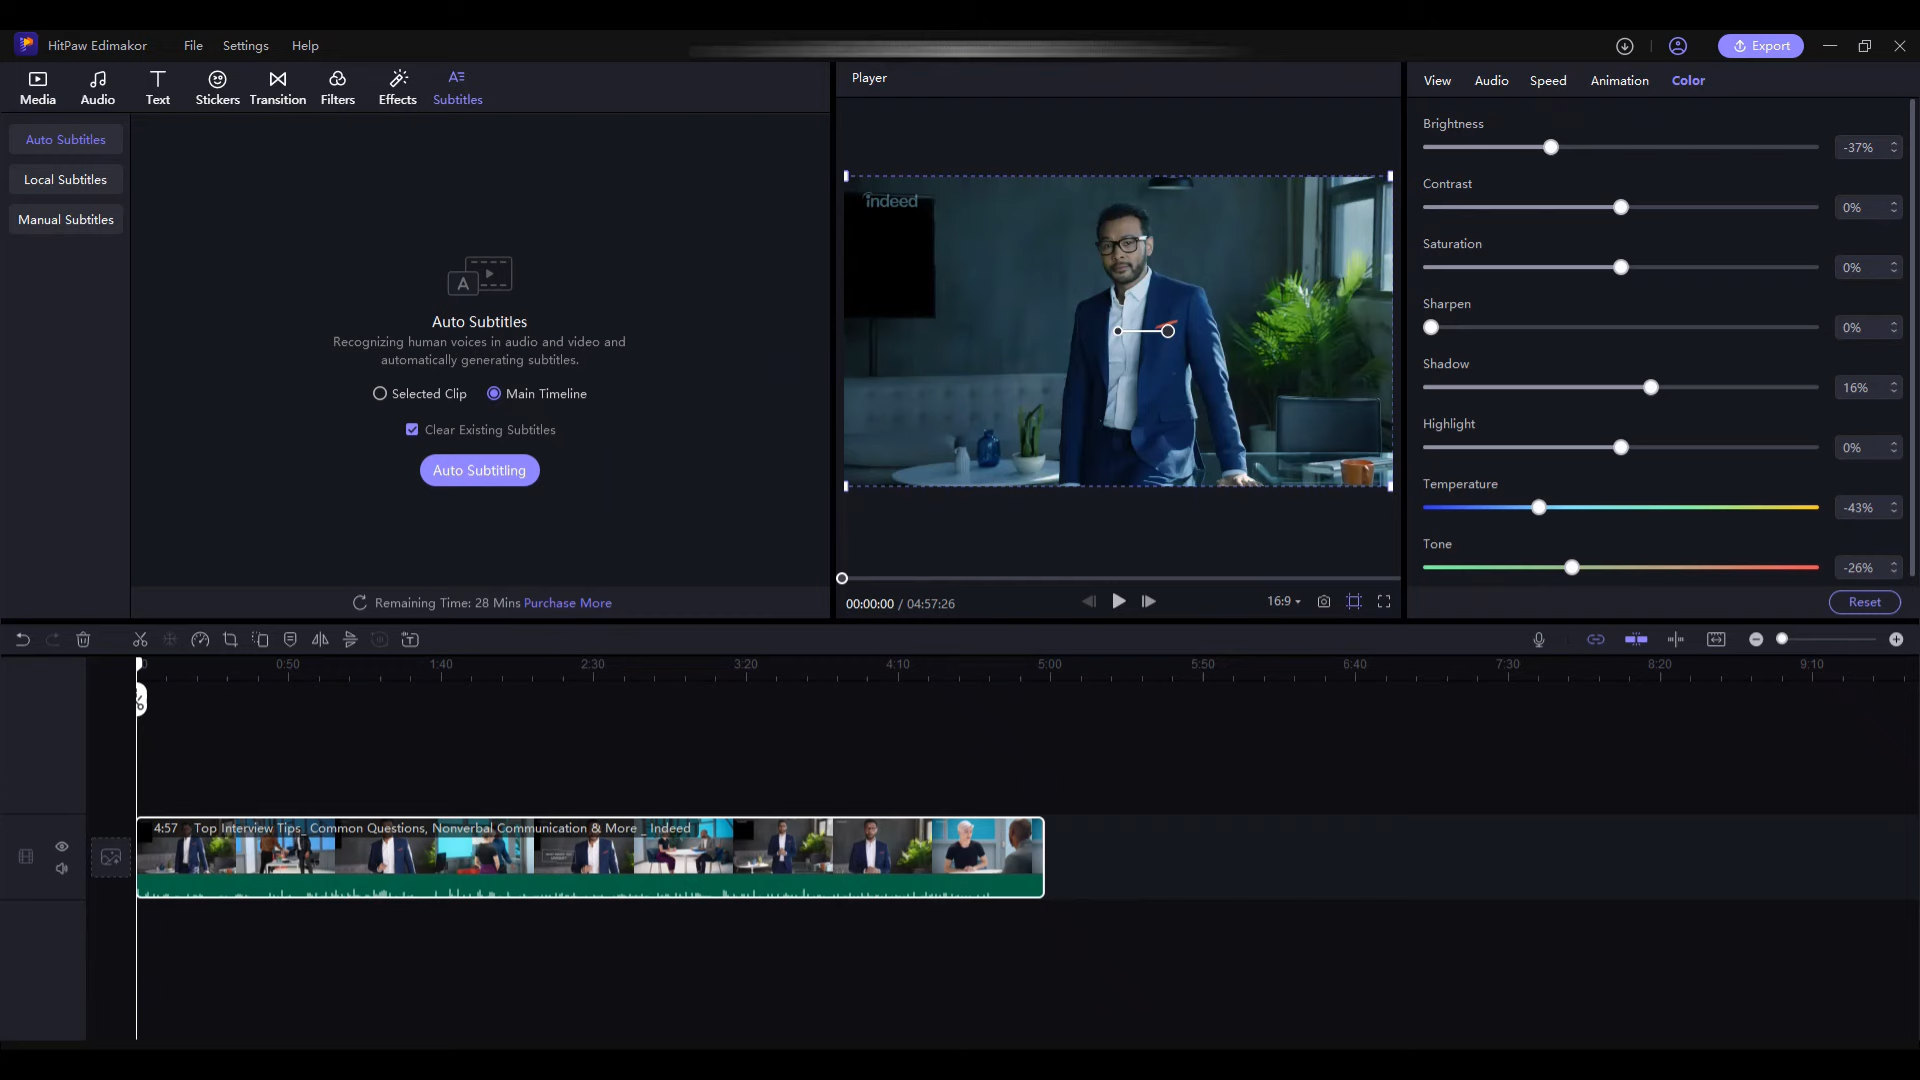 HitPaw Edimakor
File
Settings
Help
Export
Media
Audio
Text
Stickers
Transition
Filters
Effects
Subtitles
Auto Subtitles
Local Subtitles
Manual Subtitles
Auto Subtitles
Recognizing human voices in audio and video and
automatically generating subtitles.
Selected Clip
Main Timeline
Clear Existing Subtitles
Auto Subtitling
Remaining Time: 28 Mins Purchase More
Player
indeed
00:00:00 / 04:57:26
16:9
View
Audio
Speed
Animation
Color
Brightness
-37%
Contrast
0%
Saturation
0%
Sharpen
0%
Shadow
16%
Highlight
0%
Temperature
-43%
Tone
-26%
Reset
0
0:50
1:40
2:30
3:20
4:10
5:00
5:50
6:40
7:30
8:20
9:10
4:57 Top Interview Tips_ Common Questions, Nonverbal Communication & More _ Indeed